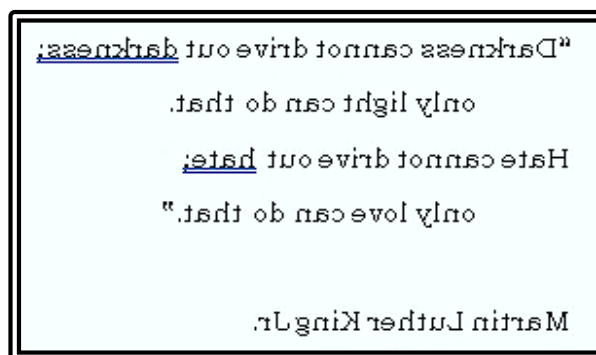 “Darkness cannot drive out darkness;
only light can do that.
Hate cannot drive out hate;
only love can do that.”
Martin Luther King Jr.